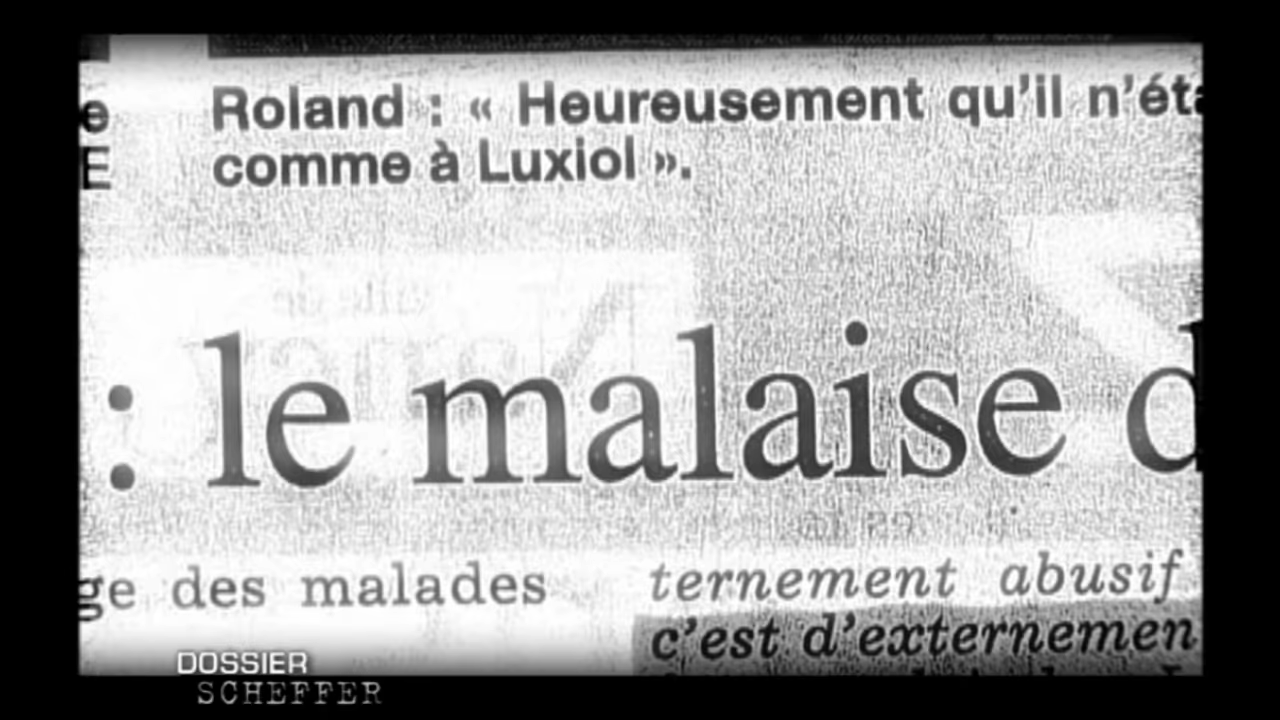 e
E
Roland : « Heureusement qu'il n'éta
comme à Luxiol ».
: le malaise d
ge des malades
ternement abusif
c'est d'externemen
DOSSIER
SCHEFFER